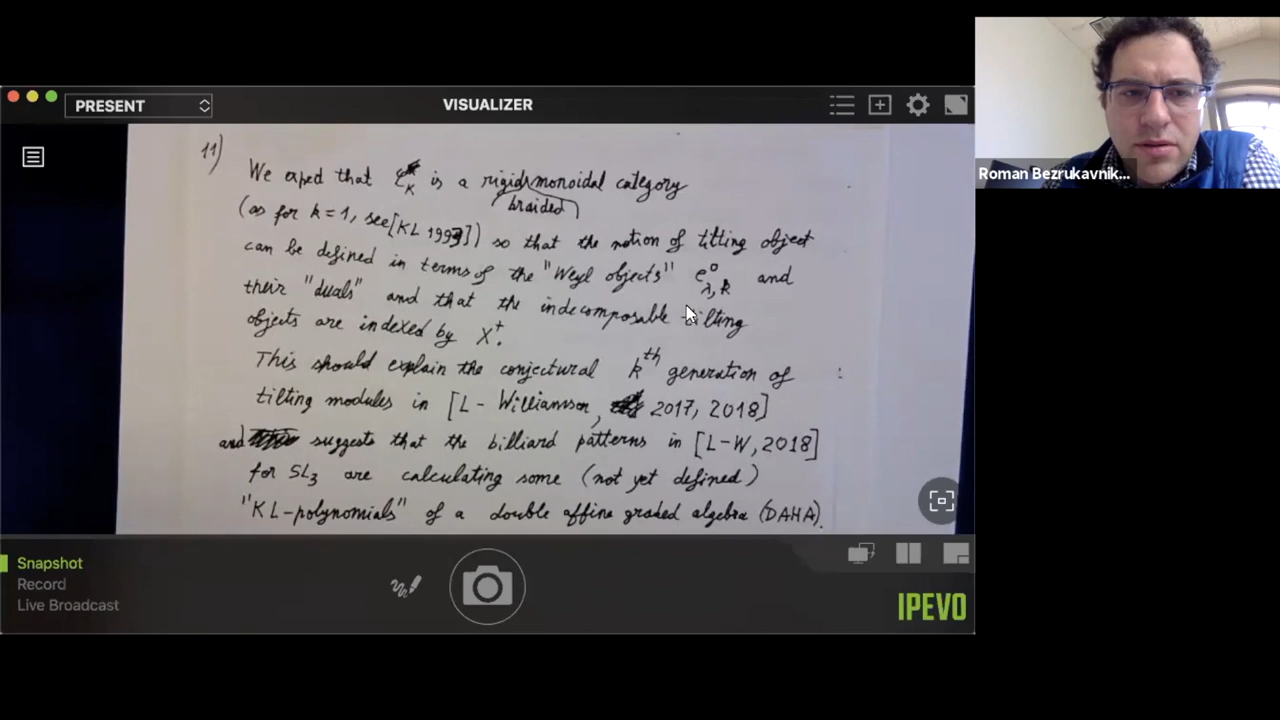 PRESENT
VISUALIZER
Roman Bezrukavnik...
11)
We expect that 𝒞_K is a rigid monoidal category
braided
(as for k=1, see [KL 1993]) so that the notion of tilting object
can be defined in terms of the "Weyl objects" e⁰_λ,k and
their "duals" and that the indecomposable tilting
objects are indexed by X⁺.
This should explain the conjectural kᵗʰ generation of
tilting modules in [L-Williamson, 2017, 2018]
and suggests that the billiard patterns in [L-W, 2018]
for SL₃ are calculating some (not yet defined)
"KL-polynomials" of a double affine graded algebra (DAHA).
Snapshot
Record
Live Broadcast
IPEVO